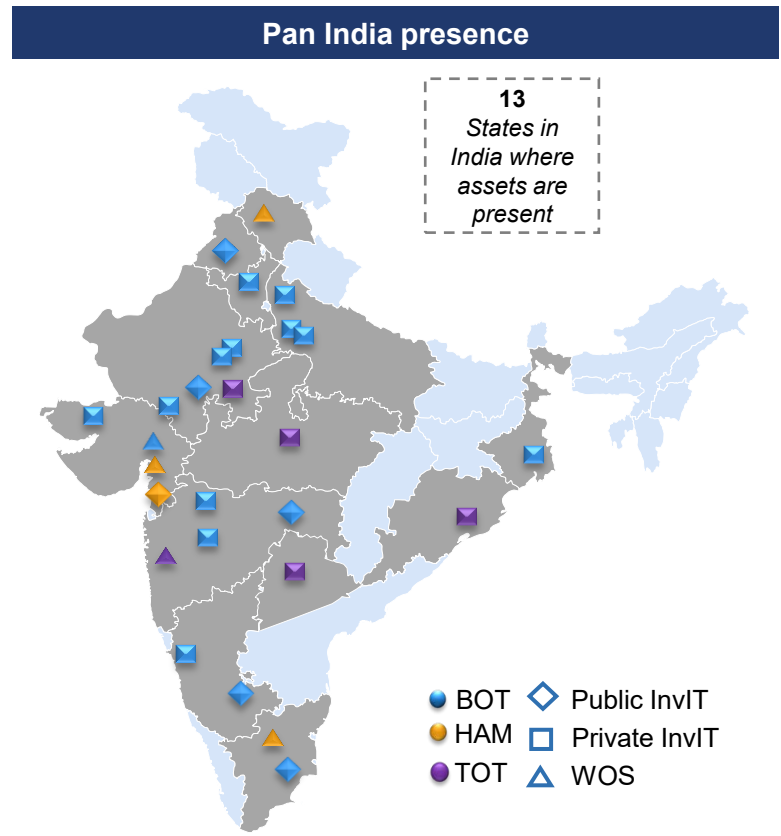 Pan India presence
13
States in
India where
assets are
present
BOT
Public InvIT
HAM
Private InvIT
TOT
WOS